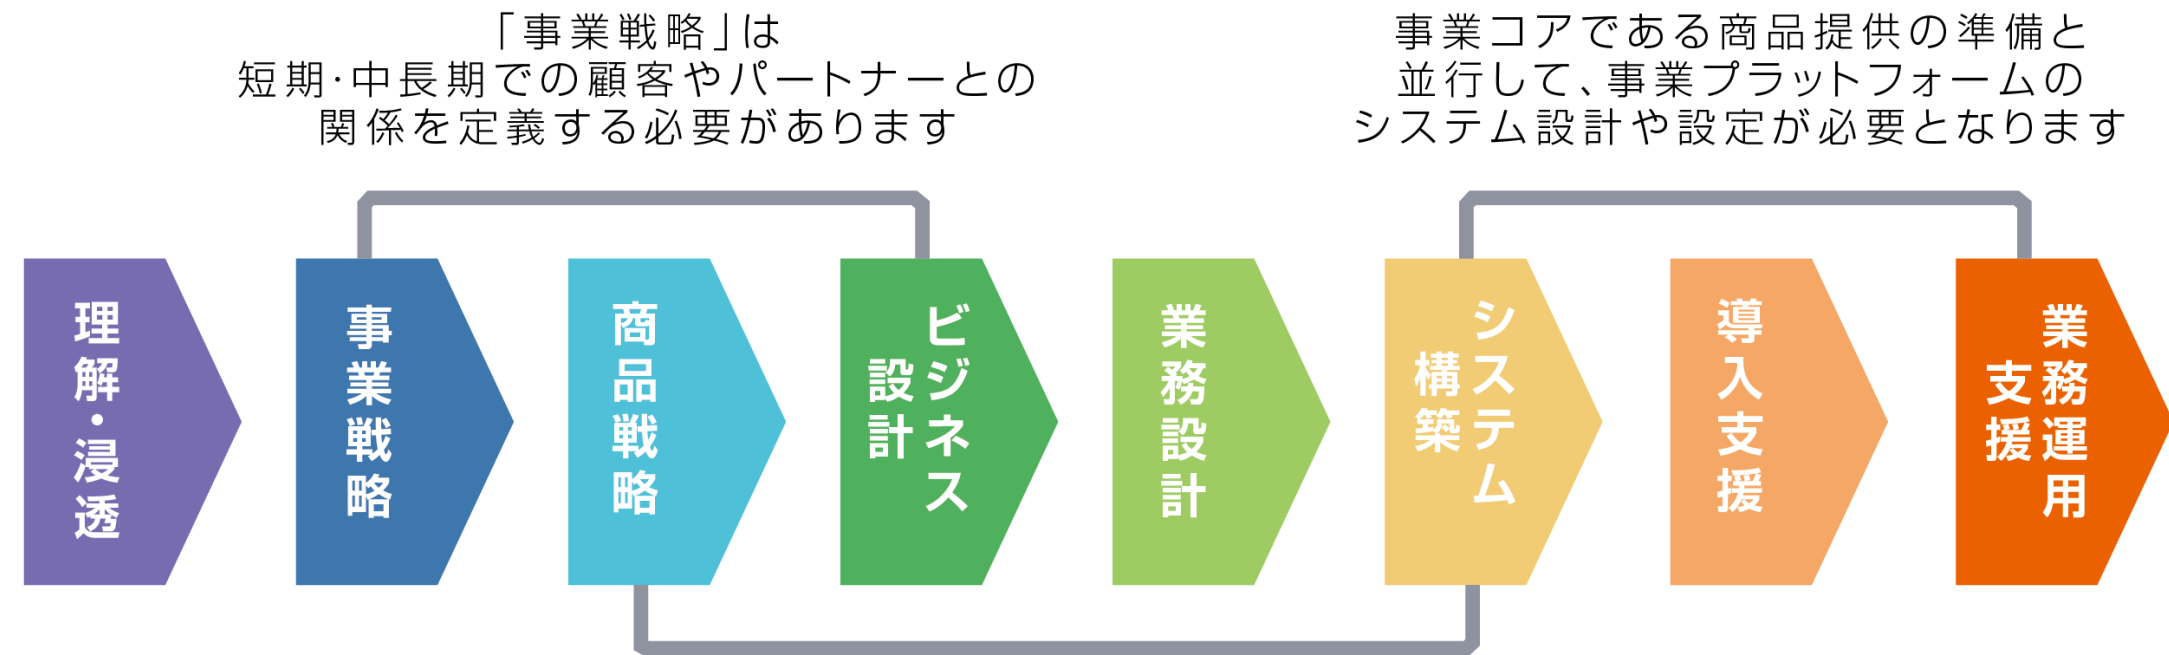 「事業戦略」は
短期・中長期での顧客やパートナーとの
関係を定義する必要があります
事業コアである商品提供の準備と
並行して、事業プラットフォームの
システム設計や設定が必要となります
理解・浸透
事業戦略
商品戦略
ビジネス
設計
業務設計
システム
構築
導入支援
業務運用
支援